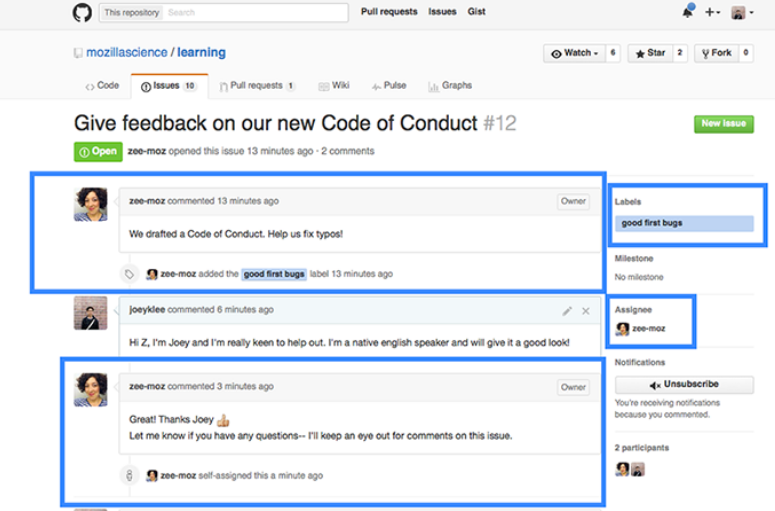 This repository Search Pull requests Issues Gist
mozillascience / learning Watch 6 Star 2 Fork 0
Code Issues 10 Pull requests 1 Wiki Pulse Graphs
Give feedback on our new Code of Conduct #12 New issue
Open zee-moz opened this issue 13 minutes ago · 2 comments
zee-moz commented 13 minutes ago Owner
We drafted a Code of Conduct. Help us fix typos!
zee-moz added the good first bugs label 13 minutes ago
joeyklee commented 6 minutes ago
Hi Z, I'm Joey and I'm really keen to help out. I'm a native english speaker and will give it a good look!
zee-moz commented 3 minutes ago Owner
Great! Thanks Joey 👍
Let me know if you have any questions-- I'll keep an eye out for comments on this issue.
zee-moz self-assigned this a minute ago
Labels
good first bugs
Milestone
No milestone
Assignee
zee-moz
Notifications
Unsubscribe
You're receiving notifications
because you commented.
2 participants